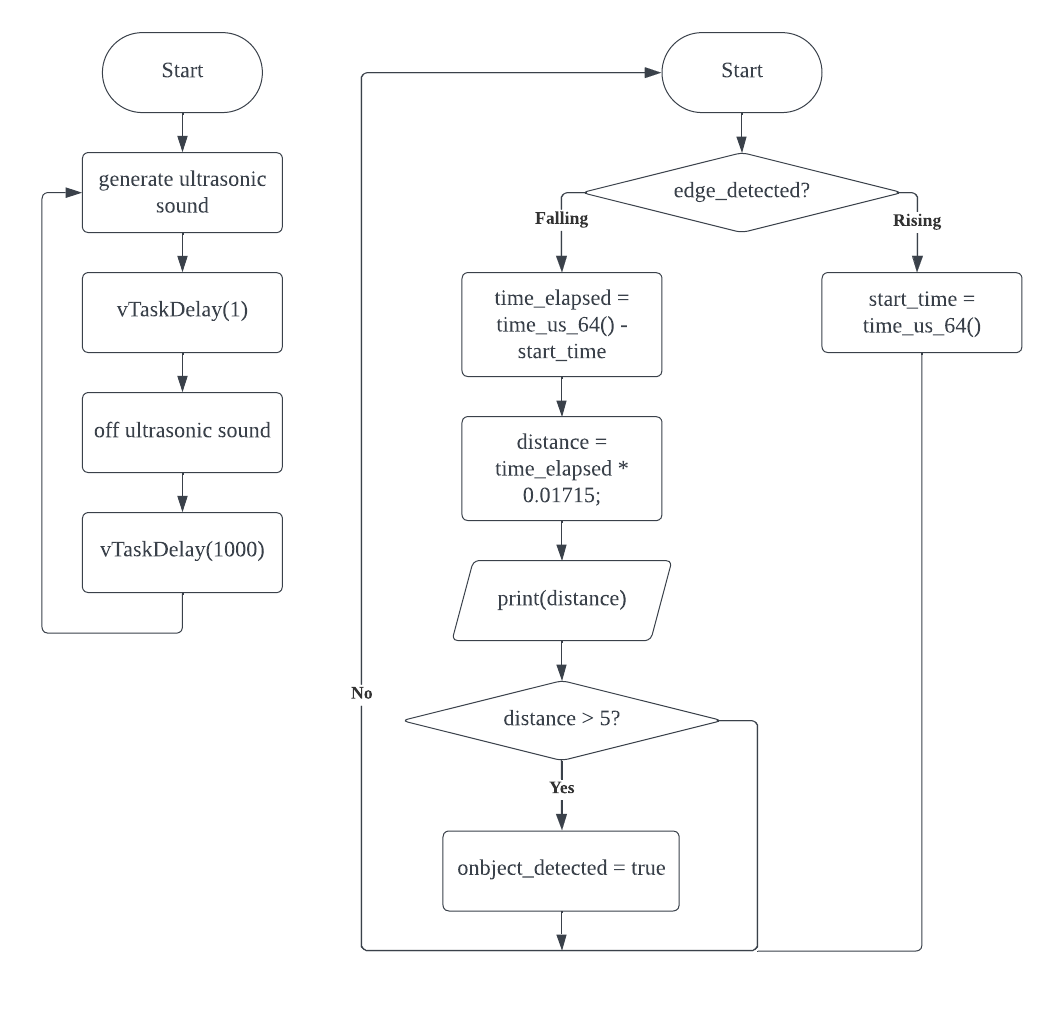 Start
generate ultrasonic
sound
vTaskDelay(1)
off ultrasonic sound
vTaskDelay(1000)
Start
edge_detected?
Falling
Rising
time_elapsed =
time_us_64() -
start_time
start_time =
time_us_64()
distance =
time_elapsed *
0.01715;
print(distance)
No
distance > 5?
Yes
onbject_detected = true